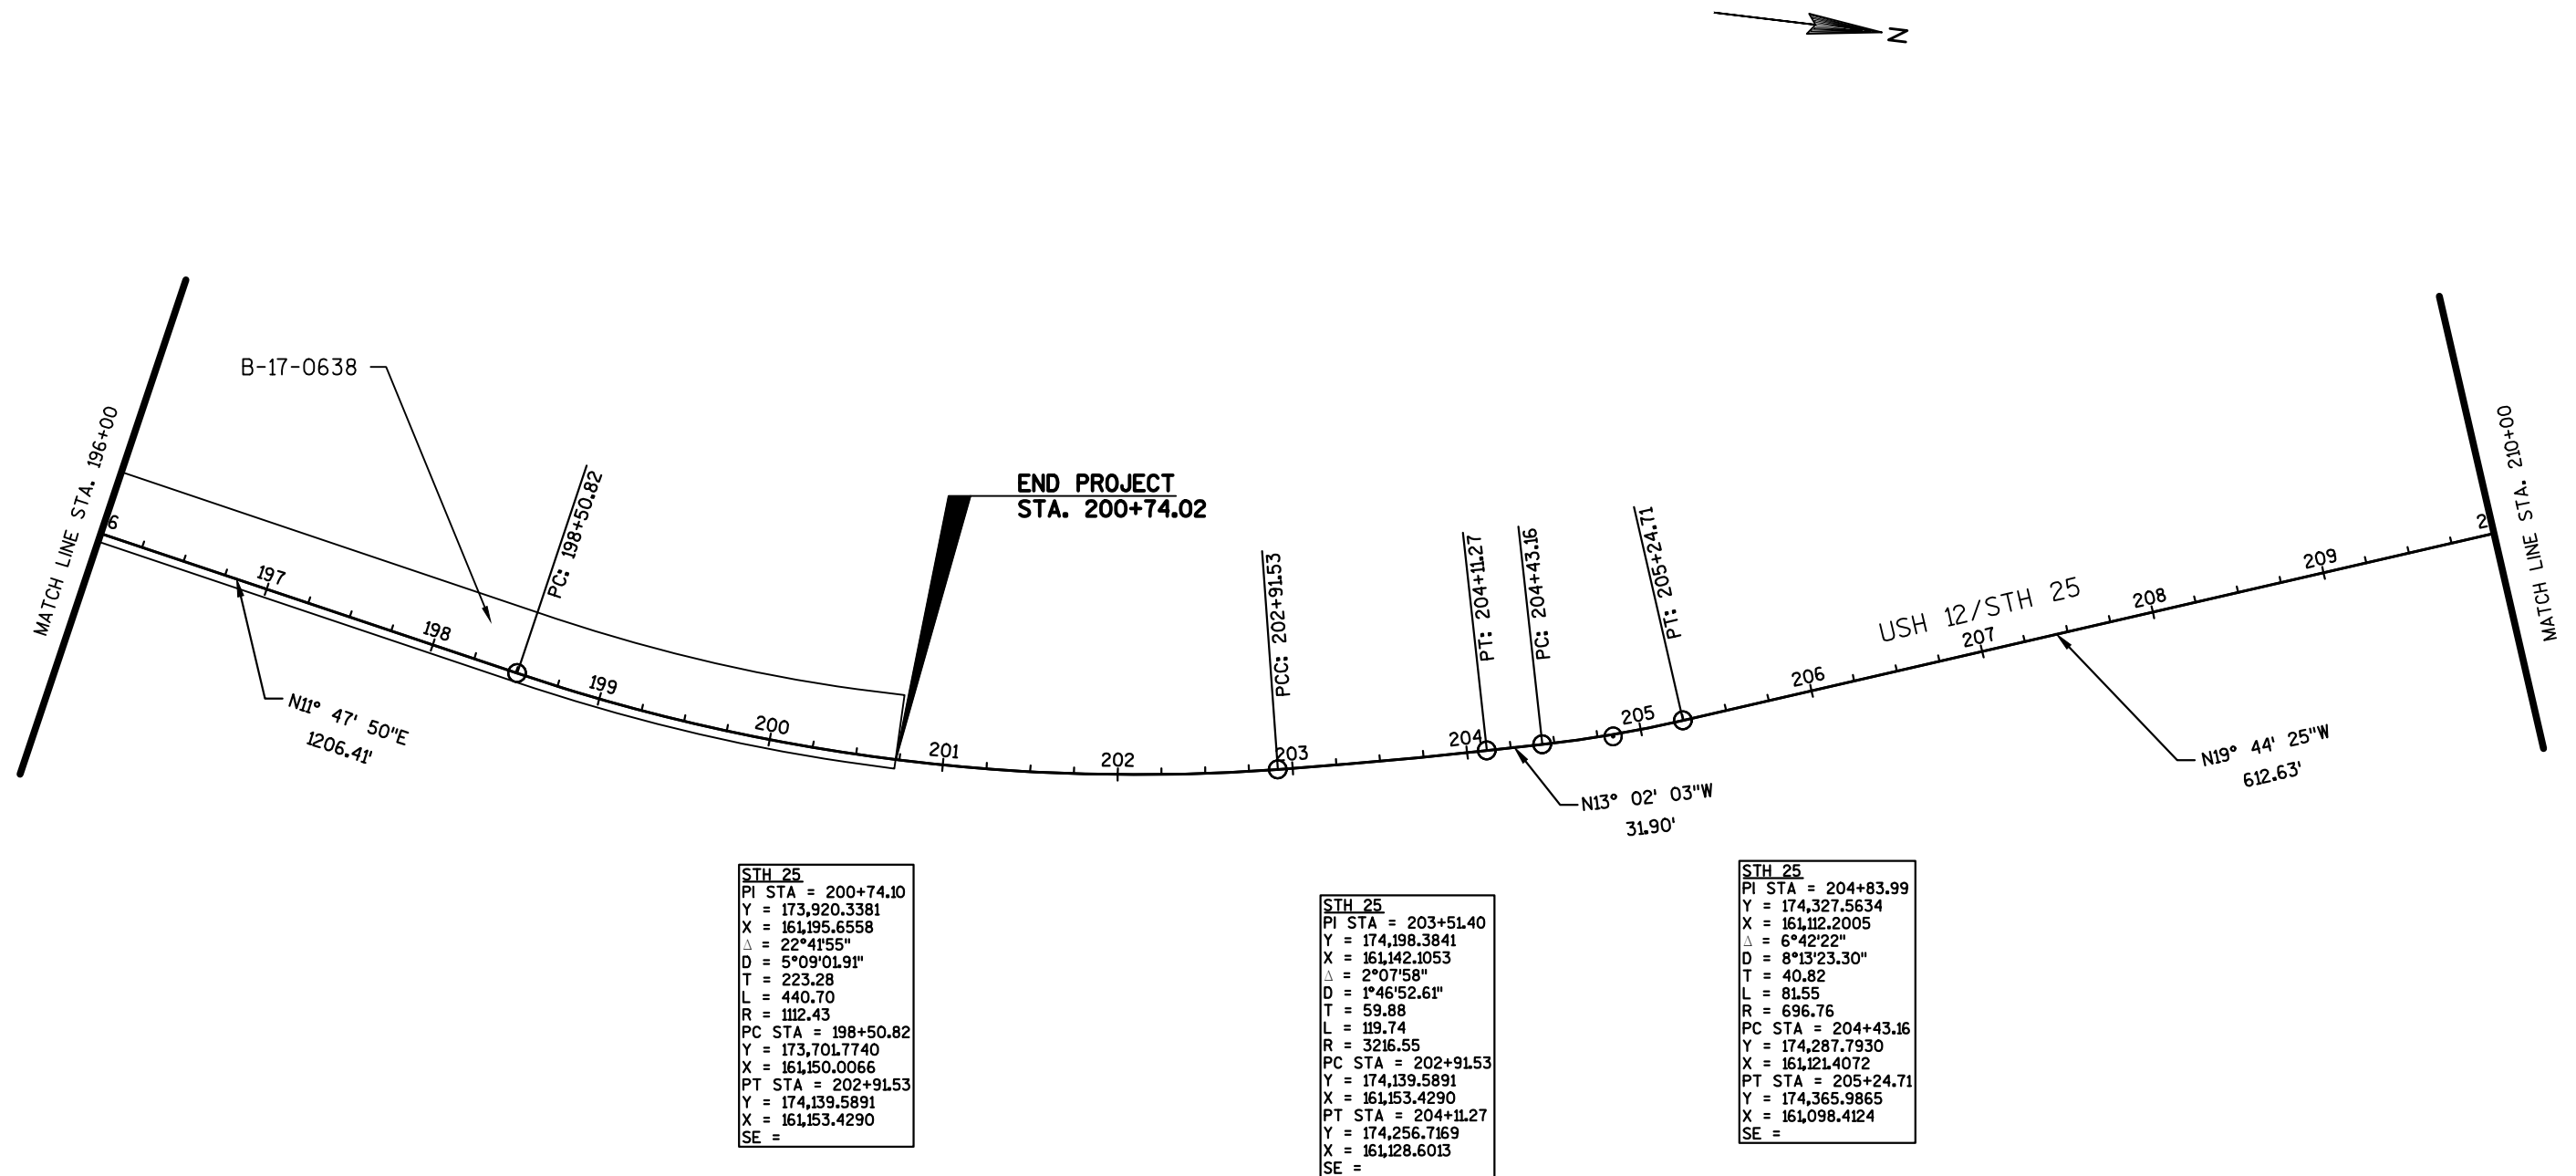 N
MATCH LINE STA. 196+00
B-17-0638
6
197
198
199
200
201
202
203
204
205
206
207
208
209
2
N11° 47' 50"E
1206.41'
PC: 198+50.82
END PROJECT
STA. 200+74.02
PCC: 202+91.53
PT: 204+11.27
PC: 204+43.16
PT: 205+24.71
N13° 02' 03"W
31.90'
USH 12/STH 25
N19° 44' 25"W
612.63'
MATCH LINE STA. 210+00
STH 25
PI STA = 200+74.10
Y = 173,920.3381
X = 161,195.6558
Δ = 22°41'55"
D = 5°09'01.91"
T = 223.28
L = 440.70
R = 1112.43
PC STA = 198+50.82
Y = 173,701.7740
X = 161,150.0066
PT STA = 202+91.53
Y = 174,139.5891
X = 161,153.4290
SE =
STH 25
PI STA = 203+51.40
Y = 174,198.3841
X = 161,142.1053
Δ = 2°07'58"
D = 1°46'52.61"
T = 59.88
L = 119.74
R = 3216.55
PC STA = 202+91.53
Y = 174,139.5891
X = 161,153.4290
PT STA = 204+11.27
Y = 174,256.7169
X = 161,128.6013
SE =
STH 25
PI STA = 204+83.99
Y = 174,327.5634
X = 161,112.2005
Δ = 6°42'22"
D = 8°13'23.30"
T = 40.82
L = 81.55
R = 696.76
PC STA = 204+43.16
Y = 174,287.7930
X = 161,121.4072
PT STA = 205+24.71
Y = 174,365.9865
X = 161,098.4124
SE =